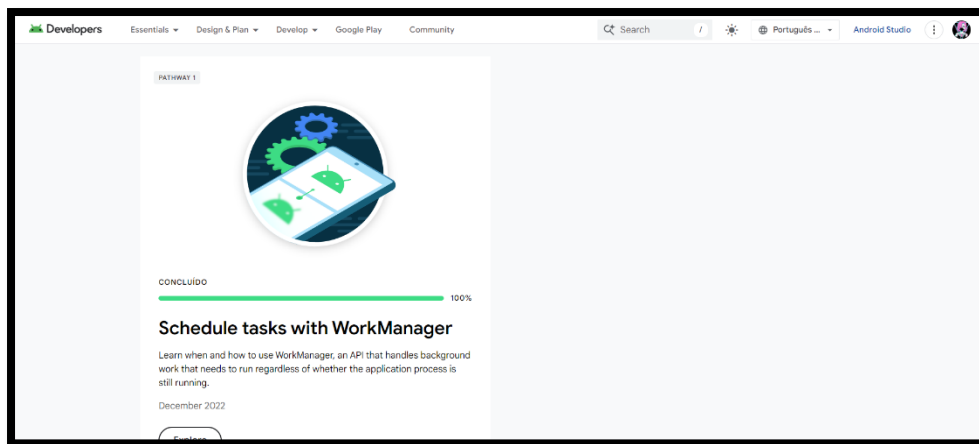 Developers Essentials Design & Plan Develop Google Play Community Search / Português ... Android Studio
PATHWAY 1
CONCLUÍDO
100%
Schedule tasks with WorkManager
Learn when and how to use WorkManager, an API that handles background
work that needs to run regardless of whether the application process is
still running.
December 2022
Explore